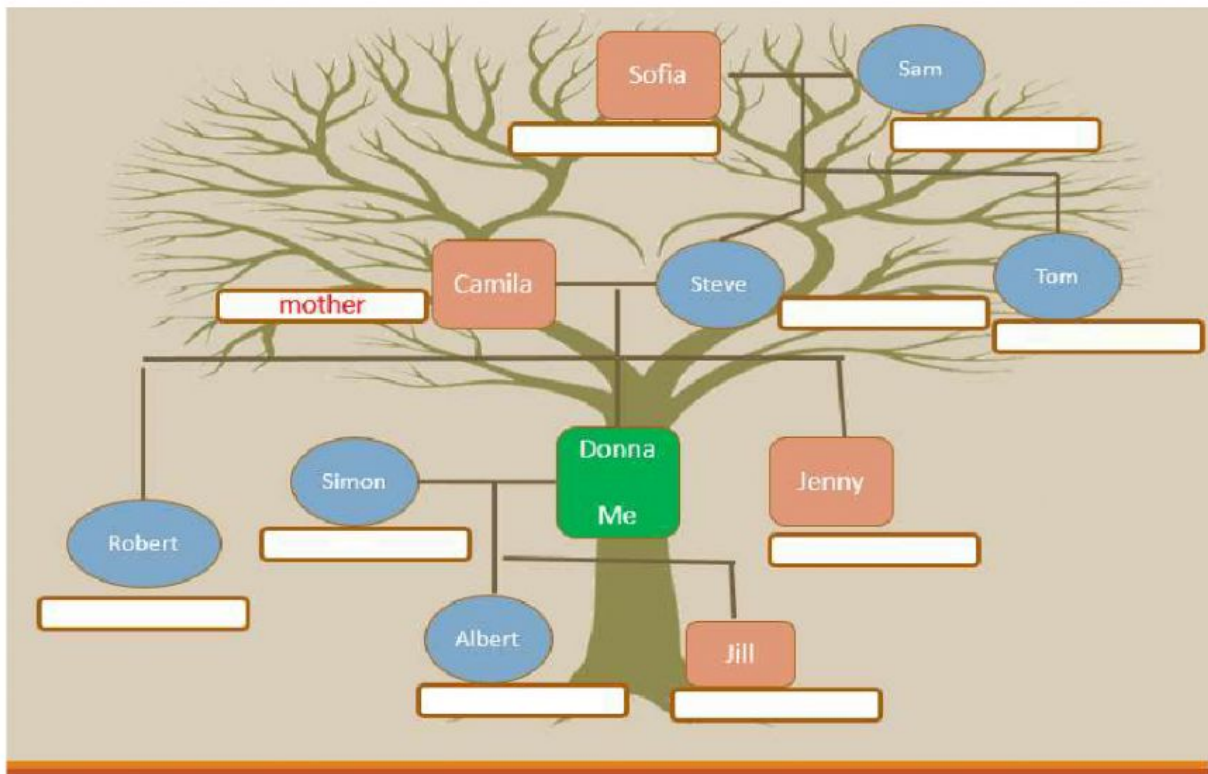 Sofia
Sam
Camila
Steve
Tom
mother
Donna
Me
Simon
Jenny
Robert
Albert
Jill